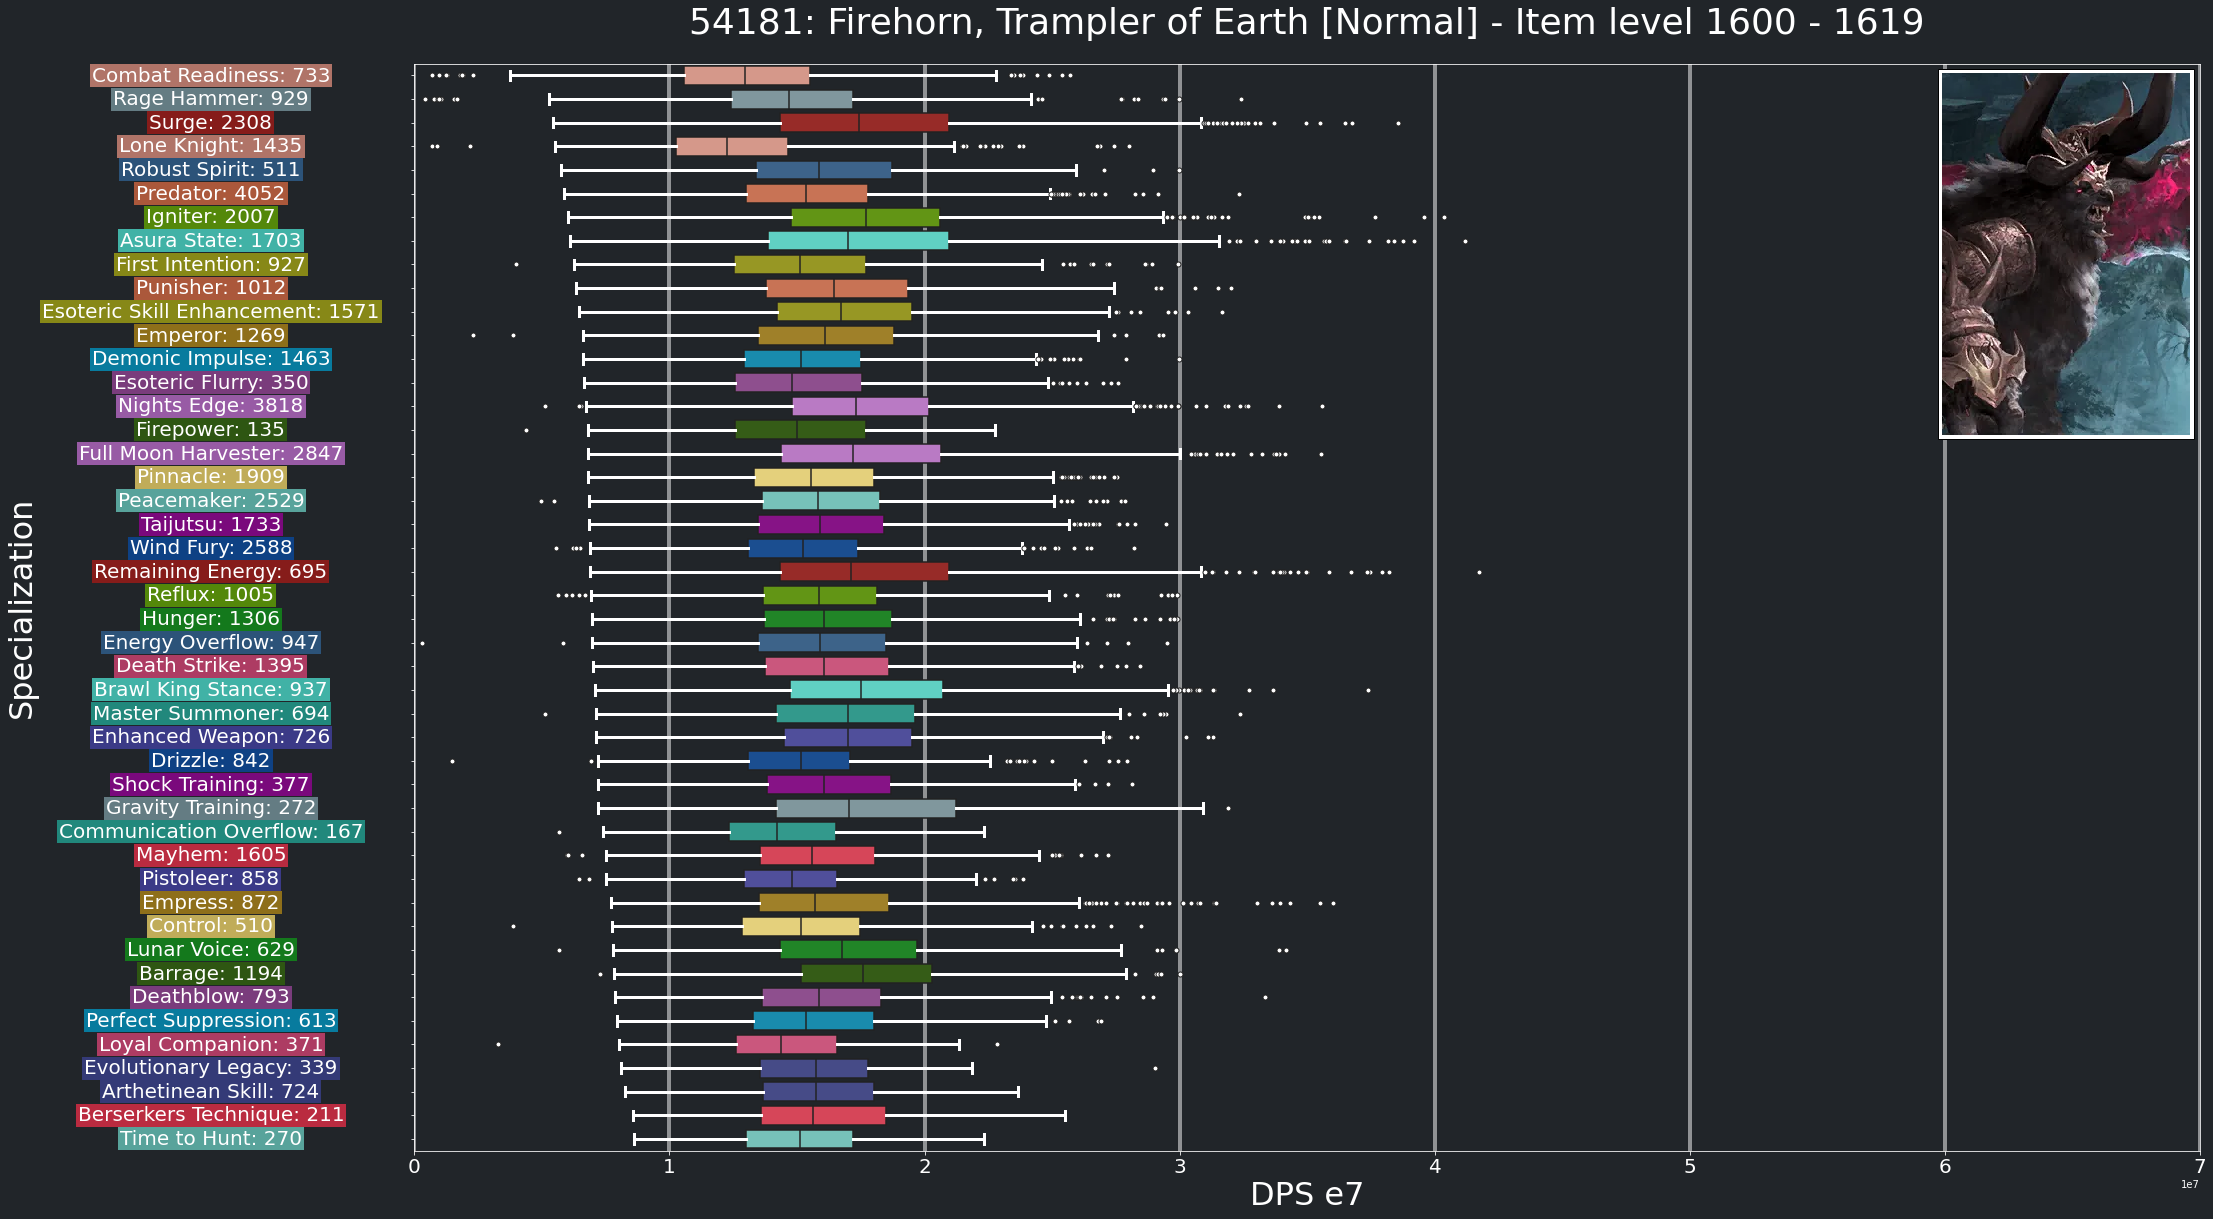 54181: Firehorn, Trampler of Earth [Normal] - Item level 1600 - 1619
Specialization
Combat Readiness: 733
Rage Hammer: 929
Surge: 2308
Lone Knight: 1435
Robust Spirit: 511
Predator: 4052
Igniter: 2007
Asura State: 1703
First Intention: 927
Punisher: 1012
Esoteric Skill Enhancement: 1571
Emperor: 1269
Demonic Impulse: 1463
Esoteric Flurry: 350
Nights Edge: 3818
Firepower: 135
Full Moon Harvester: 2847
Pinnacle: 1909
Peacemaker: 2529
Taijutsu: 1733
Wind Fury: 2588
Remaining Energy: 695
Reflux: 1005
Hunger: 1306
Energy Overflow: 947
Death Strike: 1395
Brawl King Stance: 937
Master Summoner: 694
Enhanced Weapon: 726
Drizzle: 842
Shock Training: 377
Gravity Training: 272
Communication Overflow: 167
Mayhem: 1605
Pistoleer: 858
Empress: 872
Control: 510
Lunar Voice: 629
Barrage: 1194
Deathblow: 793
Perfect Suppression: 613
Loyal Companion: 371
Evolutionary Legacy: 339
Arthetinean Skill: 724
Berserkers Technique: 211
Time to Hunt: 270
0 1 2 3 4 5 6 7
1e7
DPS e7